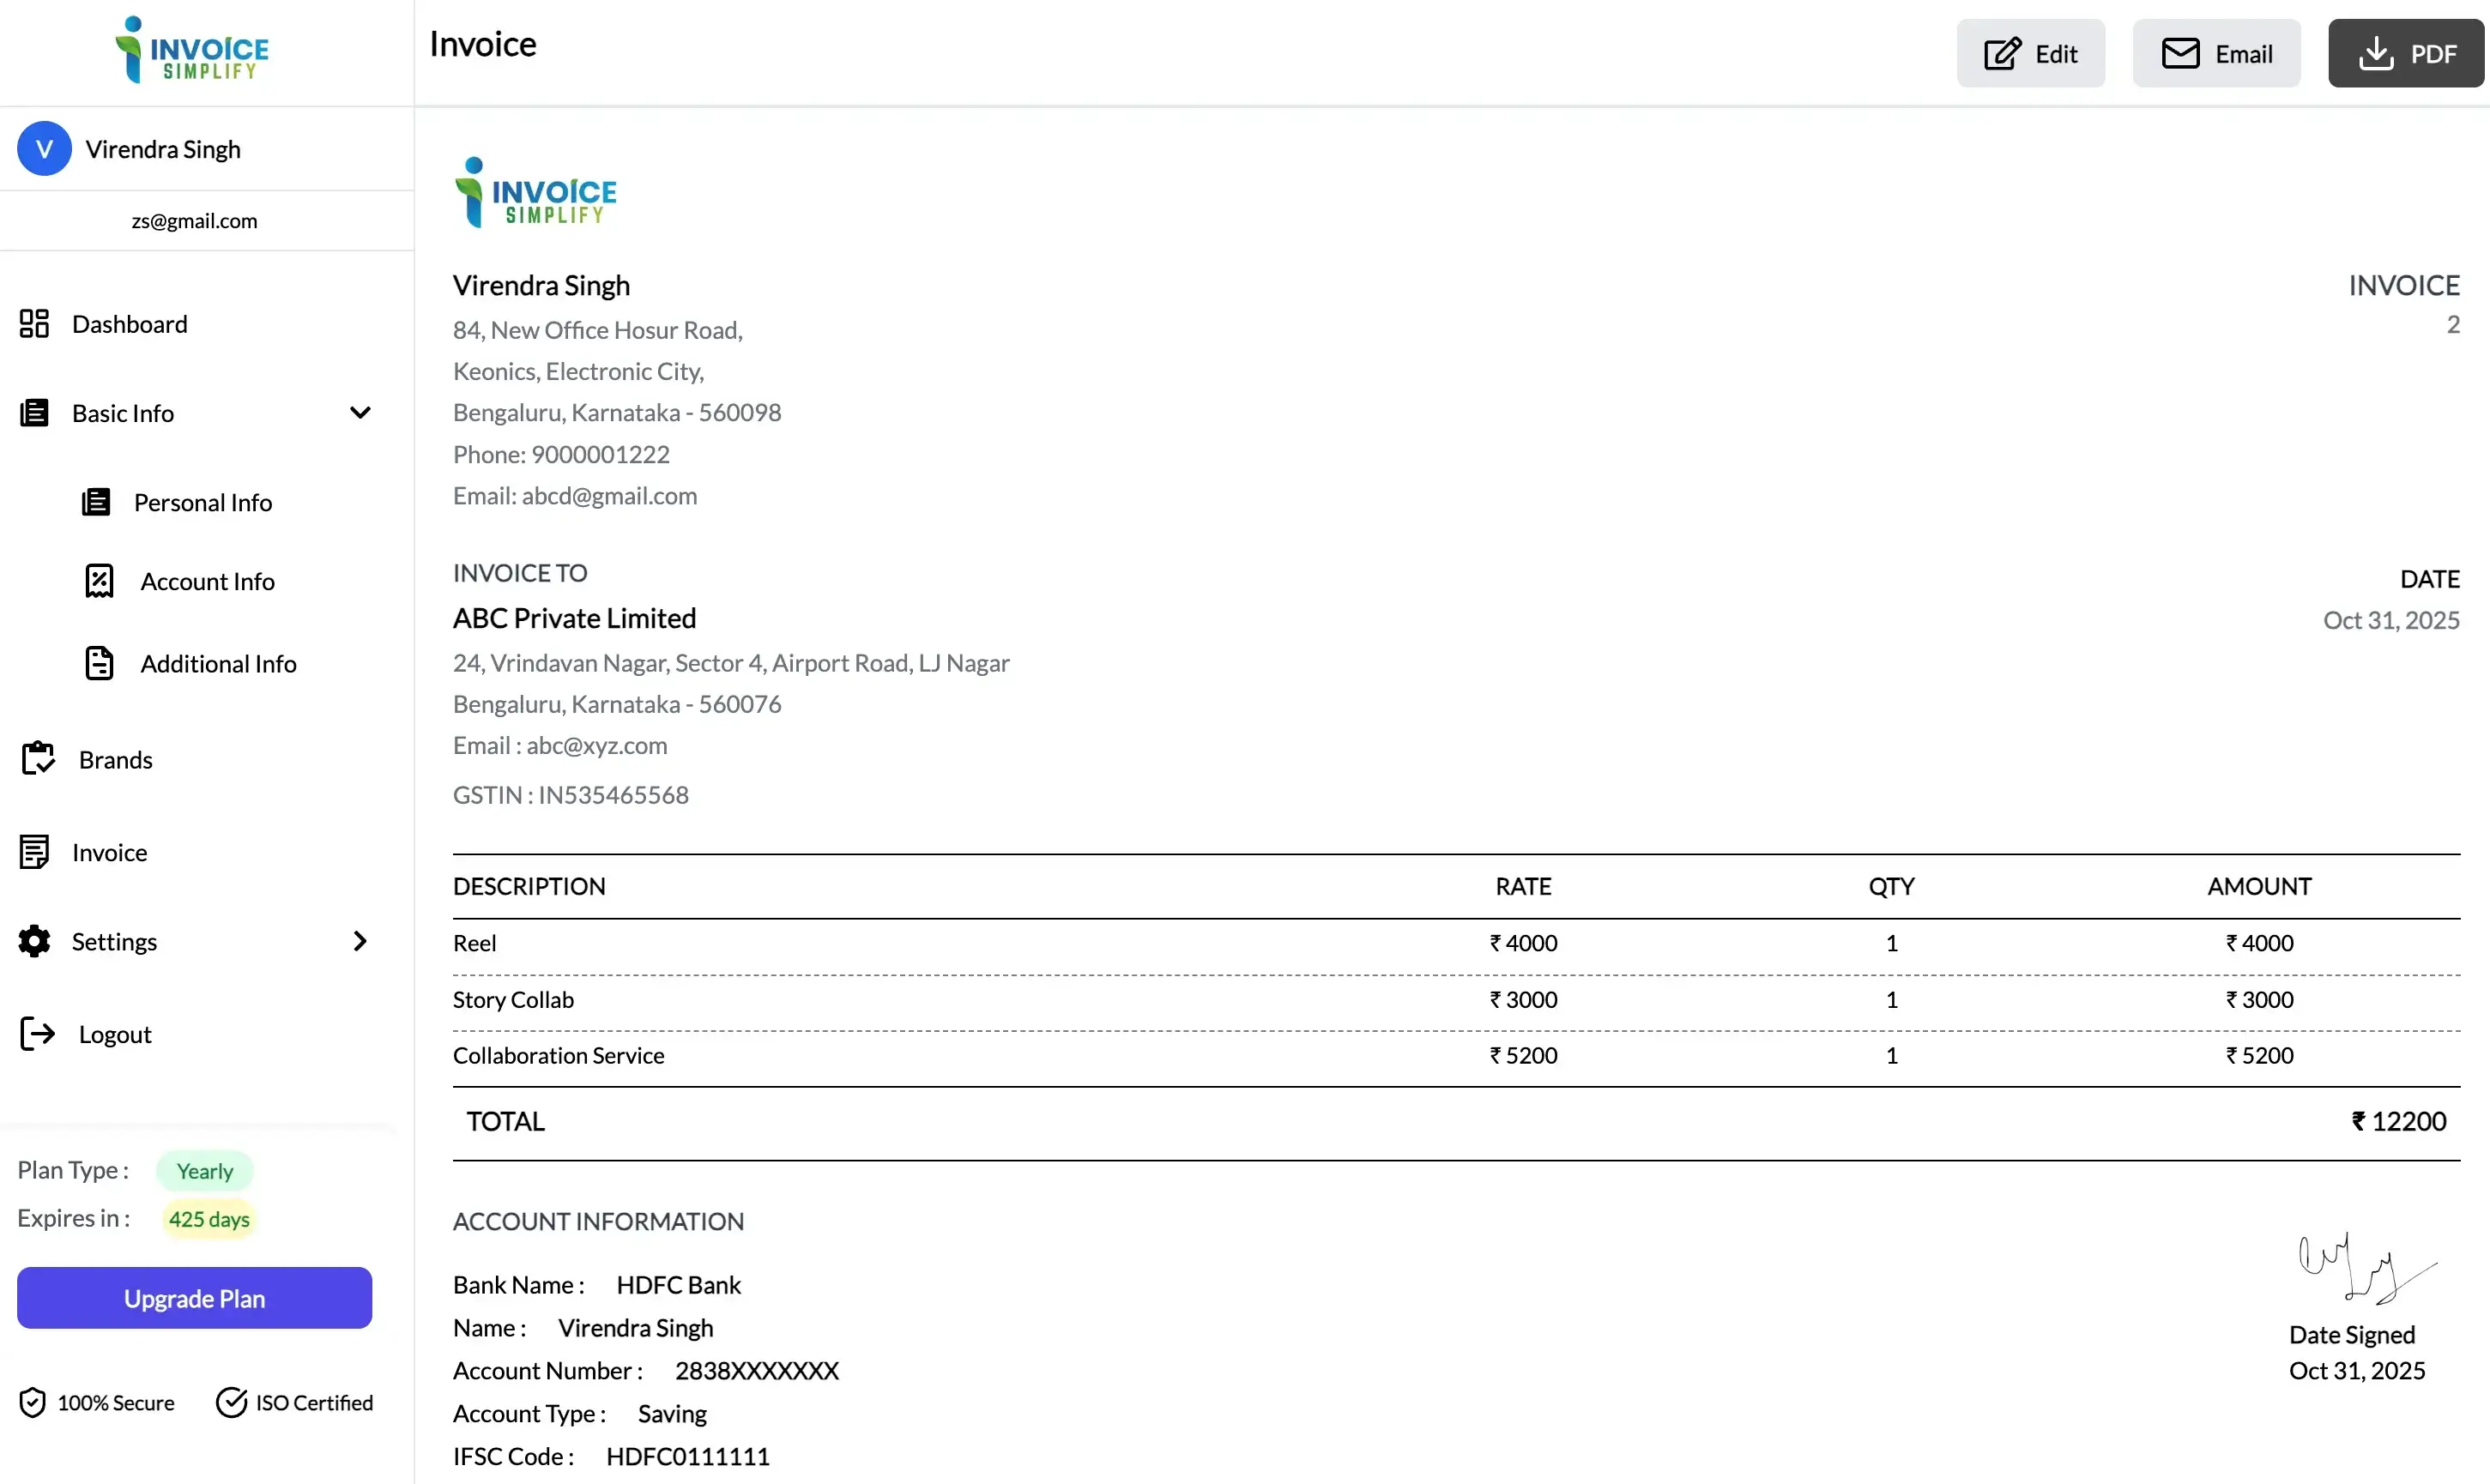 INVOICE
SIMPLIFY
Invoice
Edit
Email
PDF
V
Virendra Singh
zs@gmail.com
Dashboard
Basic Info
Personal Info
Account Info
Additional Info
Brands
Invoice
Settings
Logout
Plan Type : Yearly
Expires in : 425 days
Upgrade Plan
100% Secure
ISO Certified
INVOICE
SIMPLIFY
Virendra Singh
84, New Office Hosur Road,
Keonics, Electronic City,
Bengaluru, Karnataka - 560098
Phone: 9000001222
Email: abcd@gmail.com
INVOICE
2
INVOICE TO
ABC Private Limited
24, Vrindavan Nagar, Sector 4, Airport Road, LJ Nagar
Bengaluru, Karnataka - 560076
Email : abc@xyz.com
GSTIN : IN535465568
DATE
Oct 31, 2025
DESCRIPTION RATE QTY AMOUNT
Reel ₹ 4000 1 ₹ 4000
Story Collab ₹ 3000 1 ₹ 3000
Collaboration Service ₹ 5200 1 ₹ 5200
TOTAL ₹ 12200
ACCOUNT INFORMATION
Bank Name : HDFC Bank
Name : Virendra Singh
Account Number : 2838XXXXXXX
Account Type : Saving
IFSC Code : HDFC0111111
Date Signed
Oct 31, 2025